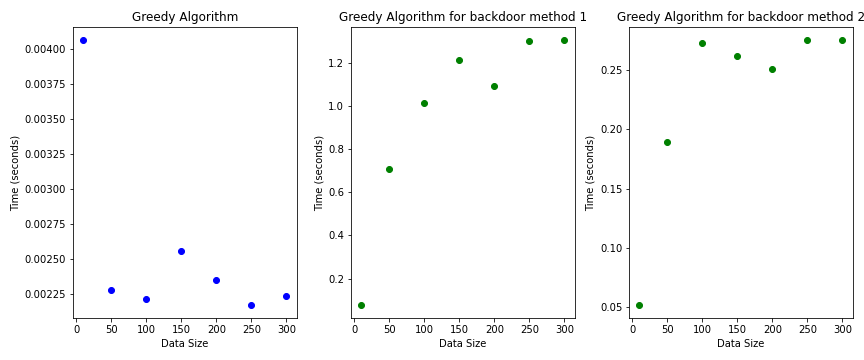 Greedy Algorithm
0.00400
0.00375
0.00350
0.00325
0.00300
0.00275
0.00250
0.00225
Time (seconds)
0 50 100 150 200 250 300
Data Size
Greedy Algorithm for backdoor method 1
1.2
1.0
0.8
0.6
0.4
0.2
Time (seconds)
0 50 100 150 200 250 300
Data Size
Greedy Algorithm for backdoor method 2
0.25
0.20
0.15
0.10
0.05
Time (seconds)
0 50 100 150 200 250 300
Data Size